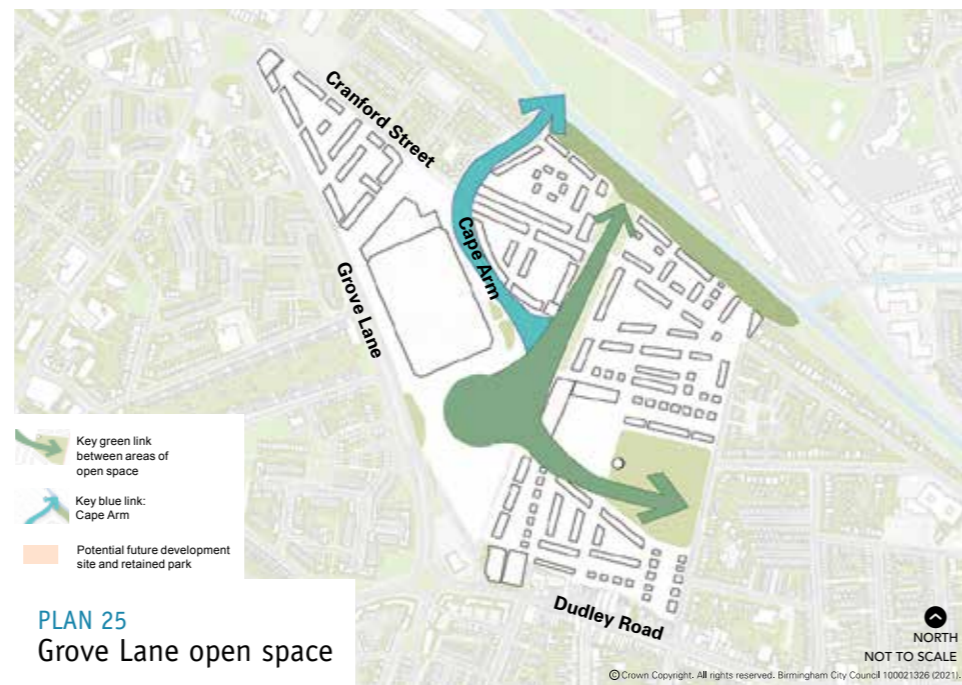 Cranford Street
Cape Arm
Grove Lane
Dudley Road
Key green link
between areas of
open space
Key blue link:
Cape Arm
Potential future development
site and retained park
PLAN 25
Grove Lane open space
NORTH
NOT TO SCALE
©Crown Copyright. All rights reserved. Birmingham City Council 100021326 (2021).